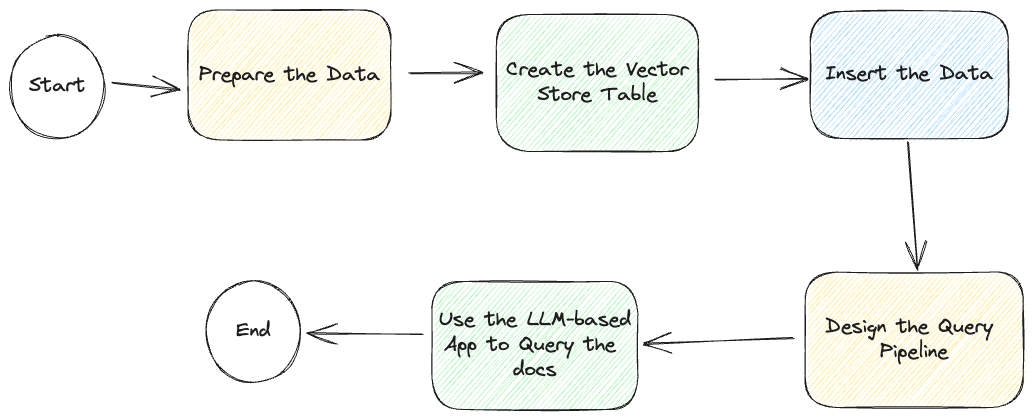 Start
Prepare the Data
Create the Vector
Store Table
Insert the Data
Design the Query
Pipeline
Use the LLM-based
App to Query the
docs
End